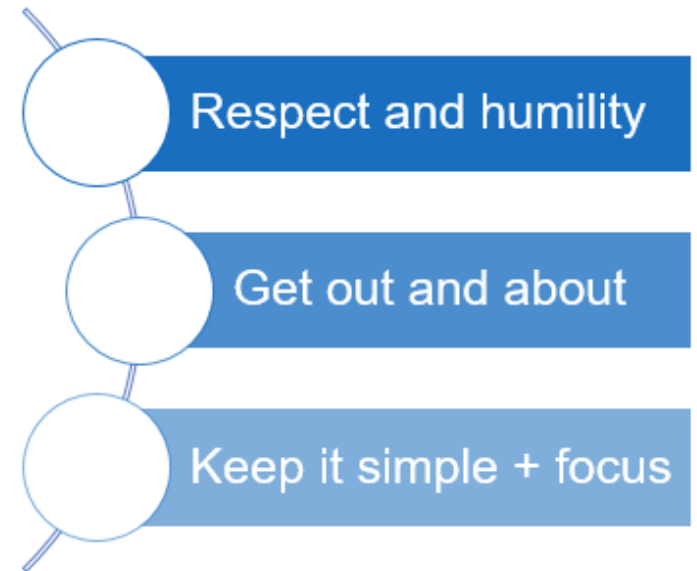 Respect and humility
Get out and about
Keep it simple + focus